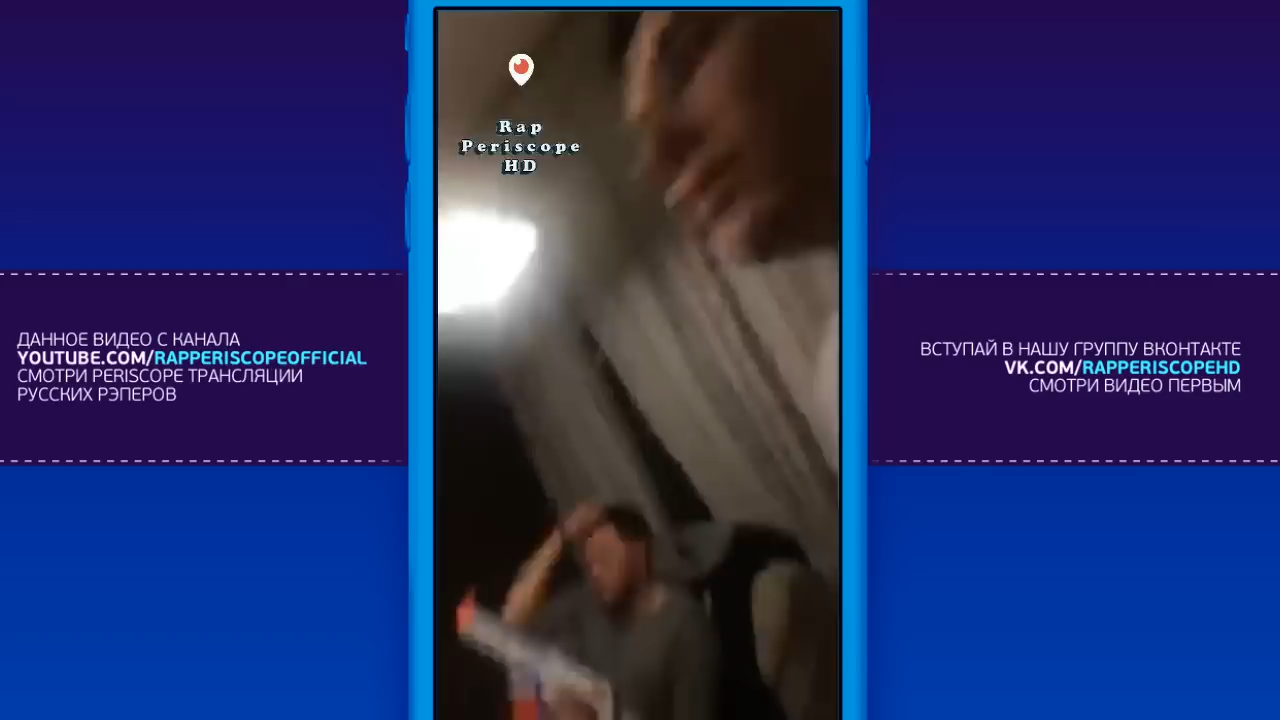 Rap
Periscope
HD
ДАННОЕ ВИДЕО С КАНАЛА
YOUTUBE.COM/RAPPERISCOPEOFFICIAL
СМОТРИ PERISCOPE ТРАНСЛЯЦИИ
РУССКИХ РЭПЕРОВ
ВСТУПАЙ В НАШУ ГРУППУ ВКОНТАКТЕ
VK.COM/RAPPERISCOPEHD
СМОТРИ ВИДЕО ПЕРВЫМ